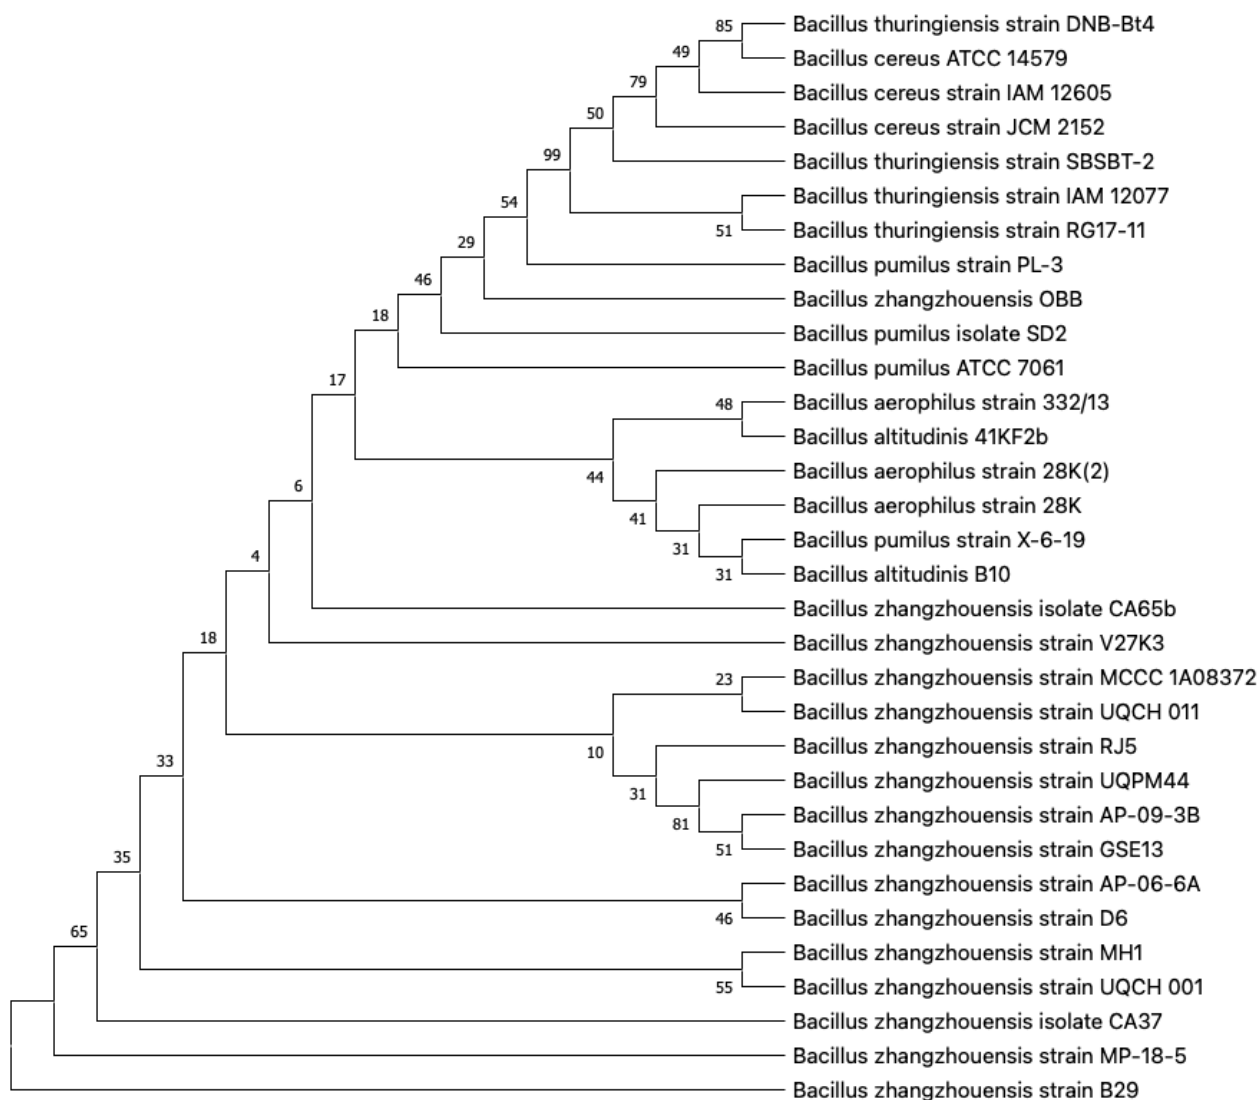 85
Bacillus thuringiensis strain DNB-Bt4
49
Bacillus cereus ATCC 14579
79
Bacillus cereus strain IAM 12605
50
Bacillus cereus strain JCM 2152
99
Bacillus thuringiensis strain SBSBT-2
54
Bacillus thuringiensis strain IAM 12077
51
Bacillus thuringiensis strain RG17-11
29
Bacillus pumilus strain PL-3
46
Bacillus zhangzhouensis OBB
18
Bacillus pumilus isolate SD2
17
Bacillus pumilus ATCC 7061
48
Bacillus aerophilus strain 332/13
Bacillus altitudinis 41KF2b
44
Bacillus aerophilus strain 28K(2)
6
41
Bacillus aerophilus strain 28K
31
Bacillus pumilus strain X-6-19
4
31
Bacillus altitudinis B10
Bacillus zhangzhouensis isolate CA65b
18
Bacillus zhangzhouensis strain V27K3
23
Bacillus zhangzhouensis strain MCCC 1A08372
Bacillus zhangzhouensis strain UQCH 011
10
Bacillus zhangzhouensis strain RJ5
33
31
Bacillus zhangzhouensis strain UQPM44
81
Bacillus zhangzhouensis strain AP-09-3B
35
51
Bacillus zhangzhouensis strain GSE13
Bacillus zhangzhouensis strain AP-06-6A
46
Bacillus zhangzhouensis strain D6
65
Bacillus zhangzhouensis strain MH1
55
Bacillus zhangzhouensis strain UQCH 001
Bacillus zhangzhouensis isolate CA37
Bacillus zhangzhouensis strain MP-18-5
Bacillus zhangzhouensis strain B29